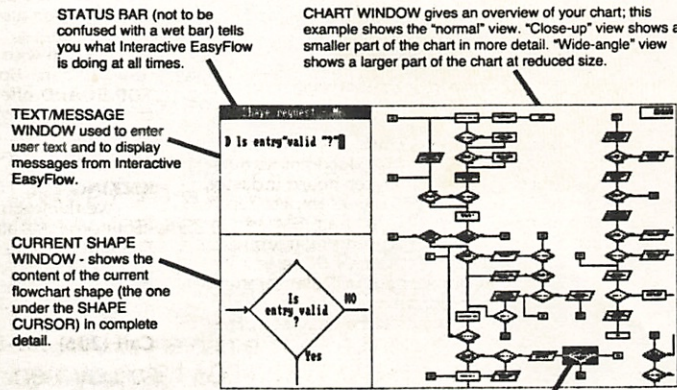 STATUS BAR (not to be
confused with a wet bar) tells
you what Interactive EasyFlow
is doing at all times.
CHART WINDOW gives an overview of your chart; this
example shows the "normal" view. "Close-up" view shows a
smaller part of the chart in more detail. "Wide-angle" view
shows a larger part of the chart at reduced size.
TEXT/MESSAGE
WINDOW used to enter
user text and to display
messages from Interactive
EasyFlow.
D Is entry~valid~?
CURRENT SHAPE
WINDOW - shows the
content of the current
flowchart shape (the one
under the SHAPE
CURSOR) in complete
detail.
Is
entry valid
?
NO
Yes